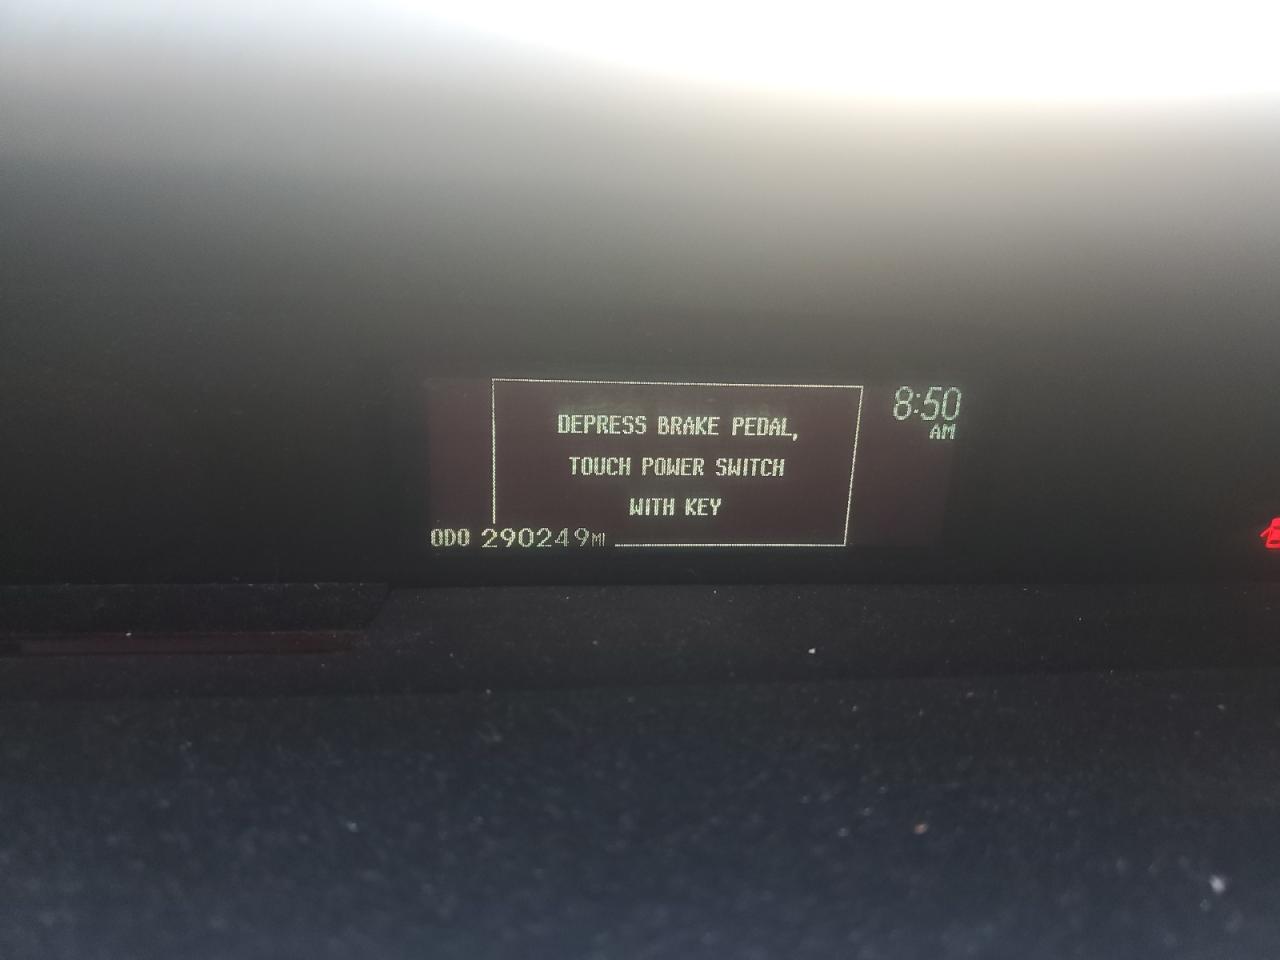 DEPRESS BRAKE PEDAL,
TOUCH POWER SWITCH
WITH KEY
8:50
AM
ODO 290249MI